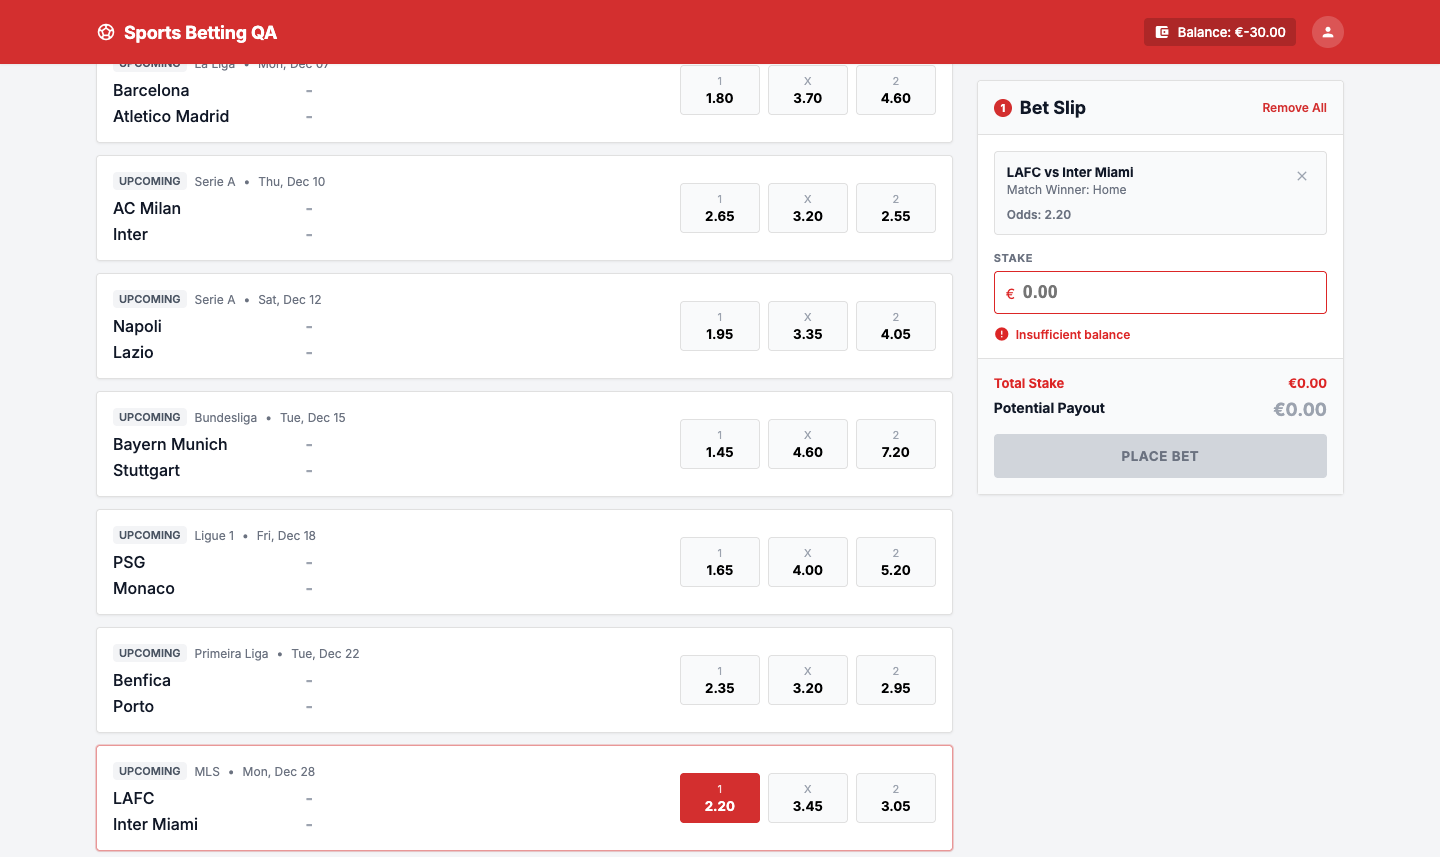 Sports Betting QA
Balance: €-30.00
UPCOMING La Liga • Mon, Dec 07
Barcelona -
Atletico Madrid -
1 X 2
1.80 3.70 4.60
UPCOMING Serie A • Thu, Dec 10
AC Milan -
Inter -
1 X 2
2.65 3.20 2.55
UPCOMING Serie A • Sat, Dec 12
Napoli -
Lazio -
1 X 2
1.95 3.35 4.05
UPCOMING Bundesliga • Tue, Dec 15
Bayern Munich -
Stuttgart -
1 X 2
1.45 4.60 7.20
UPCOMING Ligue 1 • Fri, Dec 18
PSG -
Monaco -
1 X 2
1.65 4.00 5.20
UPCOMING Primeira Liga • Tue, Dec 22
Benfica -
Porto -
1 X 2
2.35 3.20 2.95
UPCOMING MLS • Mon, Dec 28
LAFC -
Inter Miami -
1 X 2
2.20 3.45 3.05
1 Bet Slip
Remove All
LAFC vs Inter Miami
Match Winner: Home
Odds: 2.20
STAKE
€ 0.00
Insufficient balance
Total Stake €0.00
Potential Payout €0.00
PLACE BET